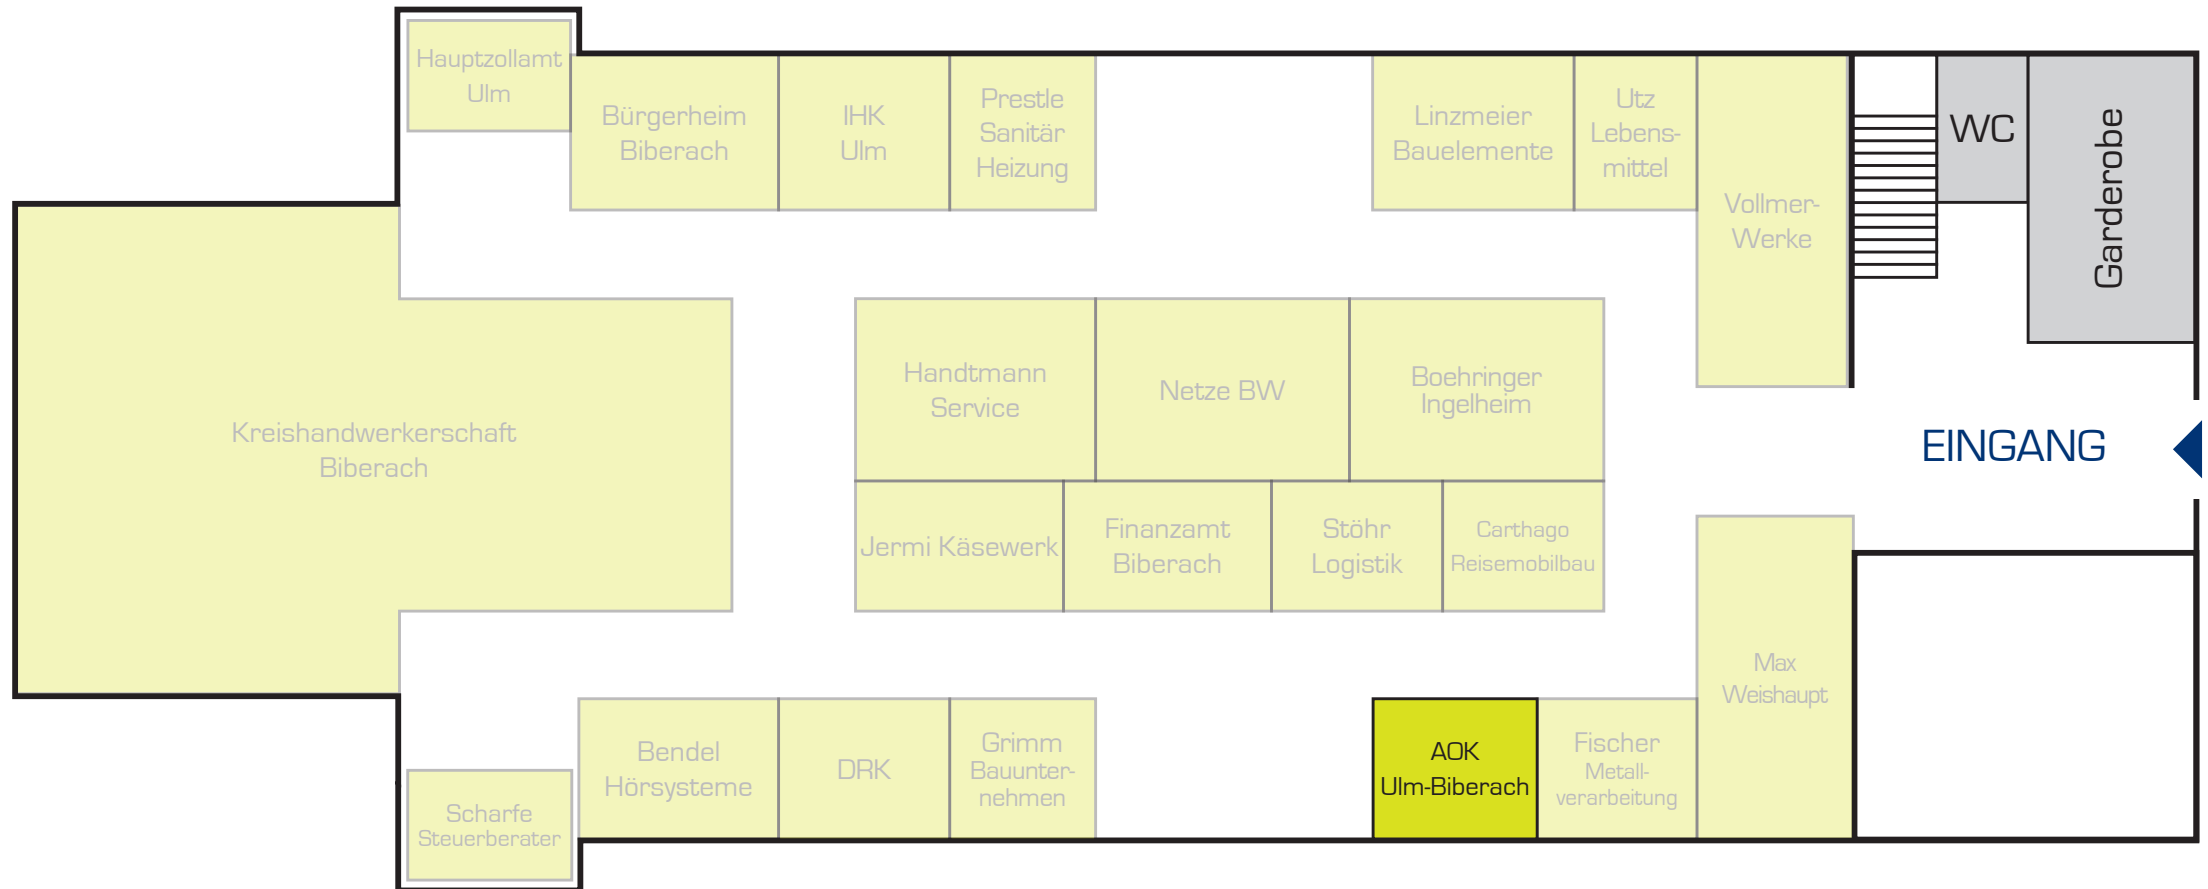 Hauptzollamt
Ulm
Bürgerheim
Biberach
IHK
Ulm
Prestle
Sanitär
Heizung
Linzmeier
Bauelemente
Utz
Lebens-
mittel
Vollmer-
Werke
WC
Garderobe
Kreishandwerkerschaft
Biberach
Handtmann
Service
Netze BW
Boehringer
Ingelheim
EINGANG
Jermi Käsewerk
Finanzamt
Biberach
Stöhr
Logistik
Carthago
Reisemobilbau
Max
Weishaupt
Scharfe
Steuerberater
Bendel
Hörsysteme
DRK
Grimm
Bauunter-
nehmen
AOK
Ulm-Biberach
Fischer
Metall-
verarbeitung